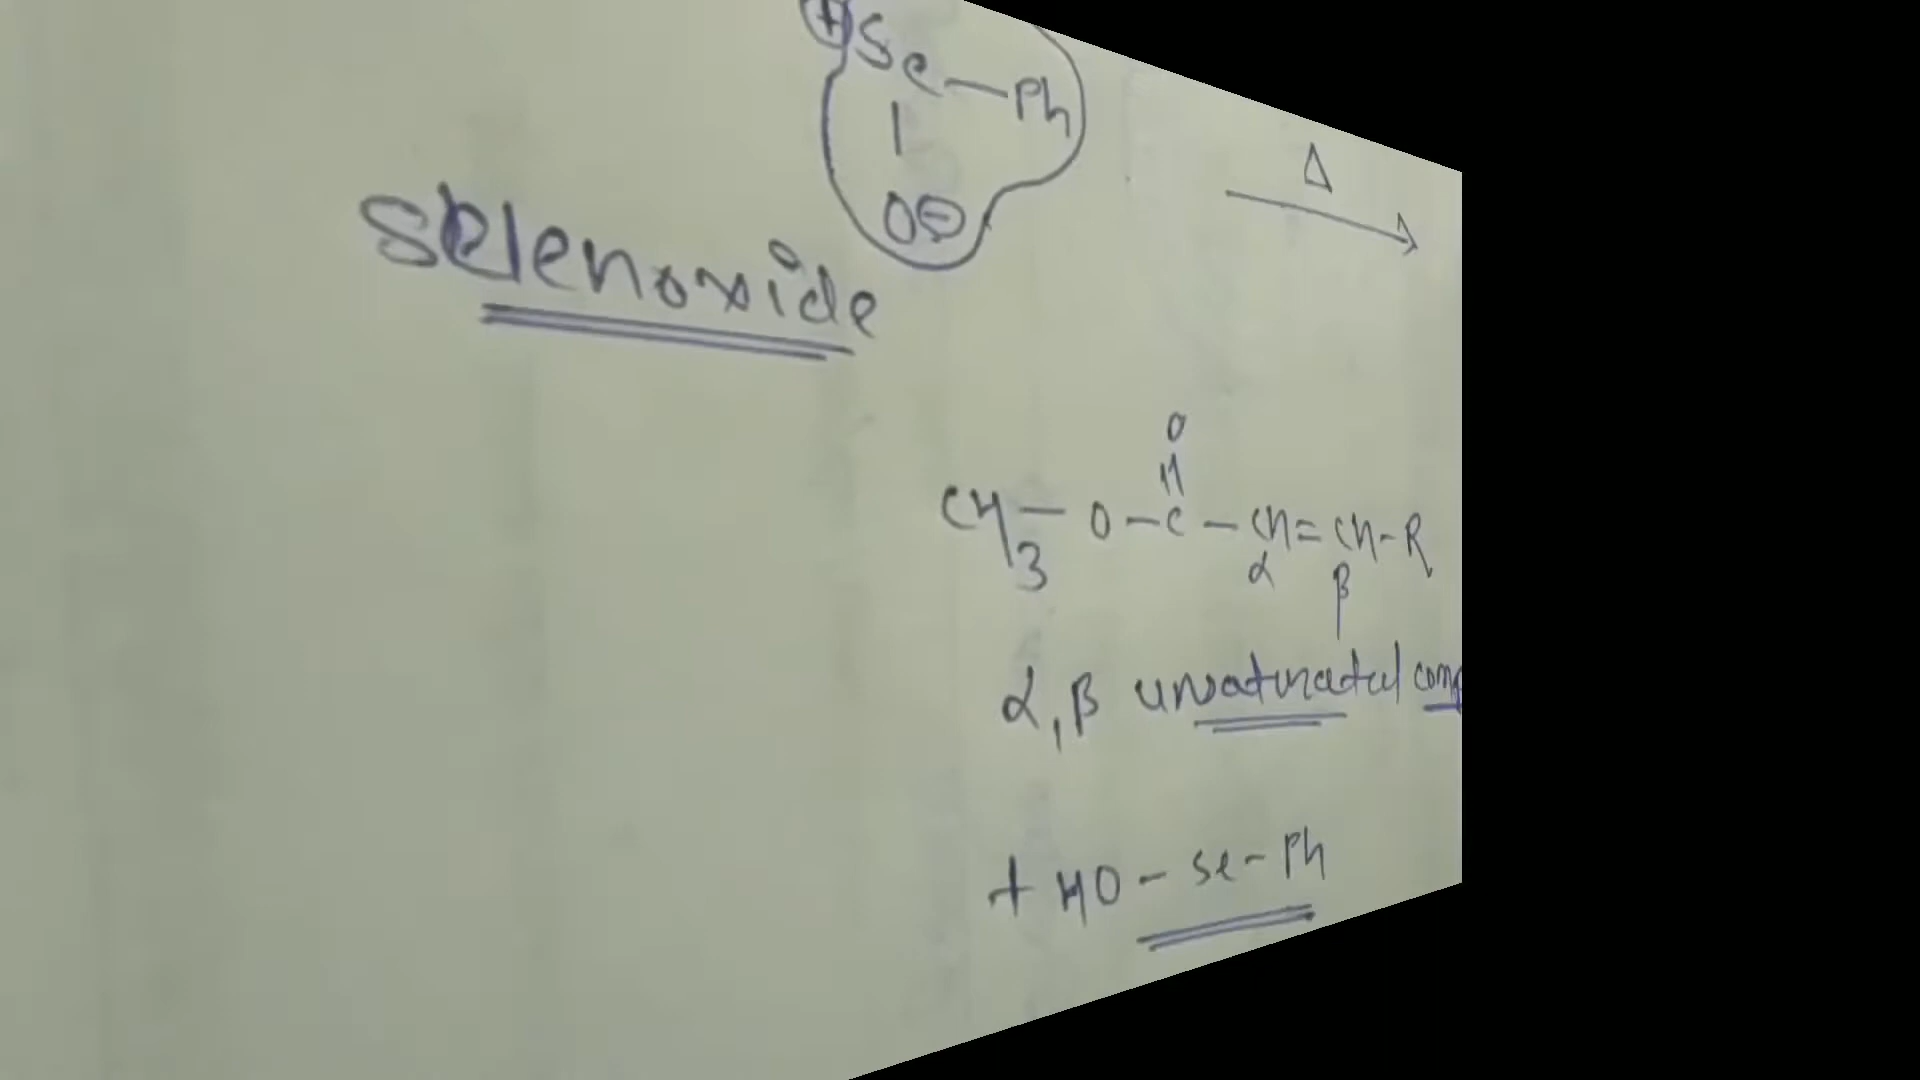 ⊕Se—Ph
|
O⊖
Δ
Selenoxide
O
||
CH3—O—C—CH=CH-R
α β
α, β unsaturated comp
+ HO-Se-Ph